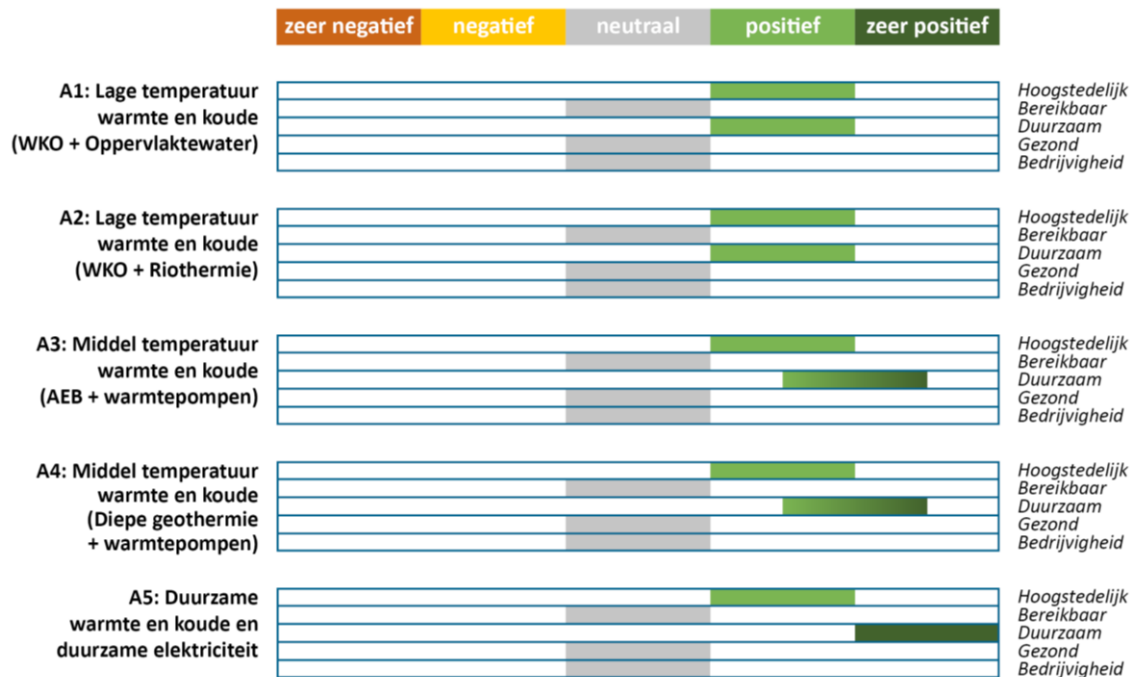 zeer negatief negatief neutraal positief zeer positief
A1: Lage temperatuur
warmte en koude
(WKO + Oppervlaktewater)
Hoogstedelijk
Bereikbaar
Duurzaam
Gezond
Bedrijvigheid
A2: Lage temperatuur
warmte en koude
(WKO + Riothermie)
Hoogstedelijk
Bereikbaar
Duurzaam
Gezond
Bedrijvigheid
A3: Middel temperatuur
warmte en koude
(AEB + warmtepompen)
Hoogstedelijk
Bereikbaar
Duurzaam
Gezond
Bedrijvigheid
A4: Middel temperatuur
warmte en koude
(Diepe geothermie
+ warmtepompen)
Hoogstedelijk
Bereikbaar
Duurzaam
Gezond
Bedrijvigheid
A5: Duurzame
warmte en koude en
duurzame elektriciteit
Hoogstedelijk
Bereikbaar
Duurzaam
Gezond
Bedrijvigheid